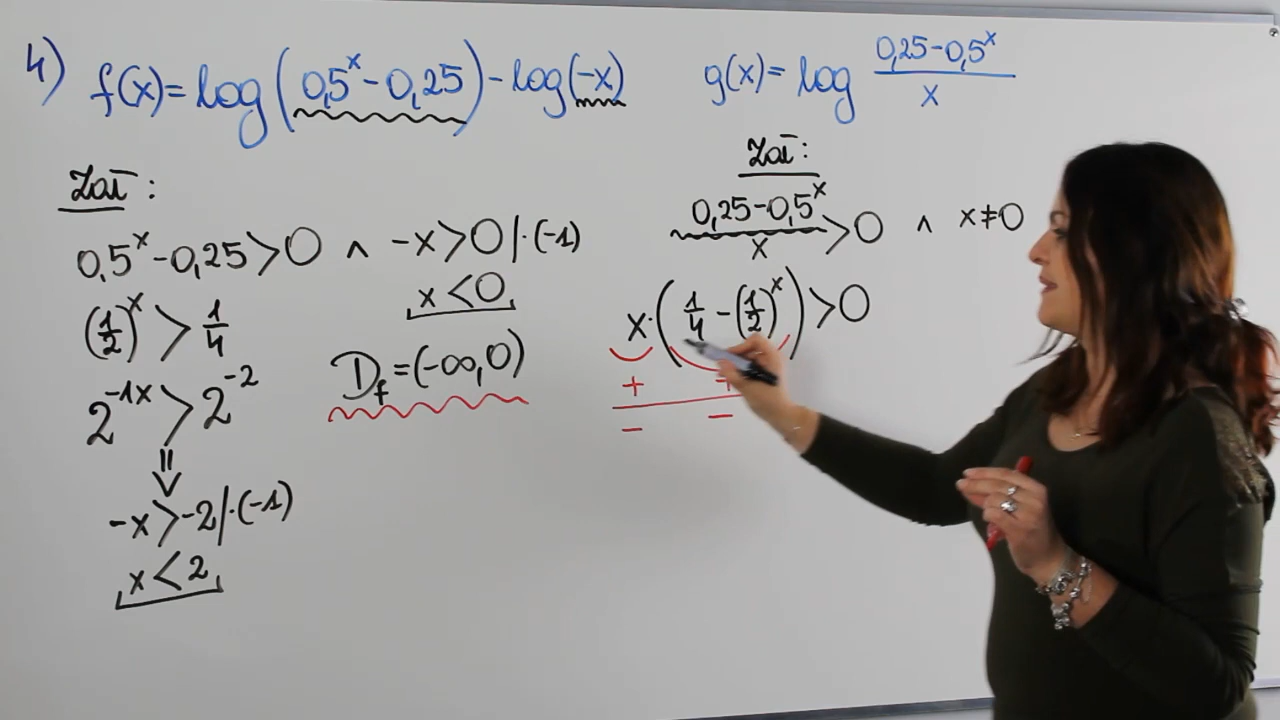 4) f(x)=log(0,5^x-0,25)-log(-x)
g(x)=log (0,25-0,5^x)/x
Zał:
0,5^x-0,25>0 ∧ -x>0 |·(-1)
x<0
(1/2)^x > 1/4
D_f=(-∞,0)
2^-1x > 2^-2
⇓
-x>-2 |·(-1)
x<2
Zał:
(0,25-0,5^x)/x >0 ∧ x≠0
x·(1/4-(1/2)^x)>0
+ +
- -